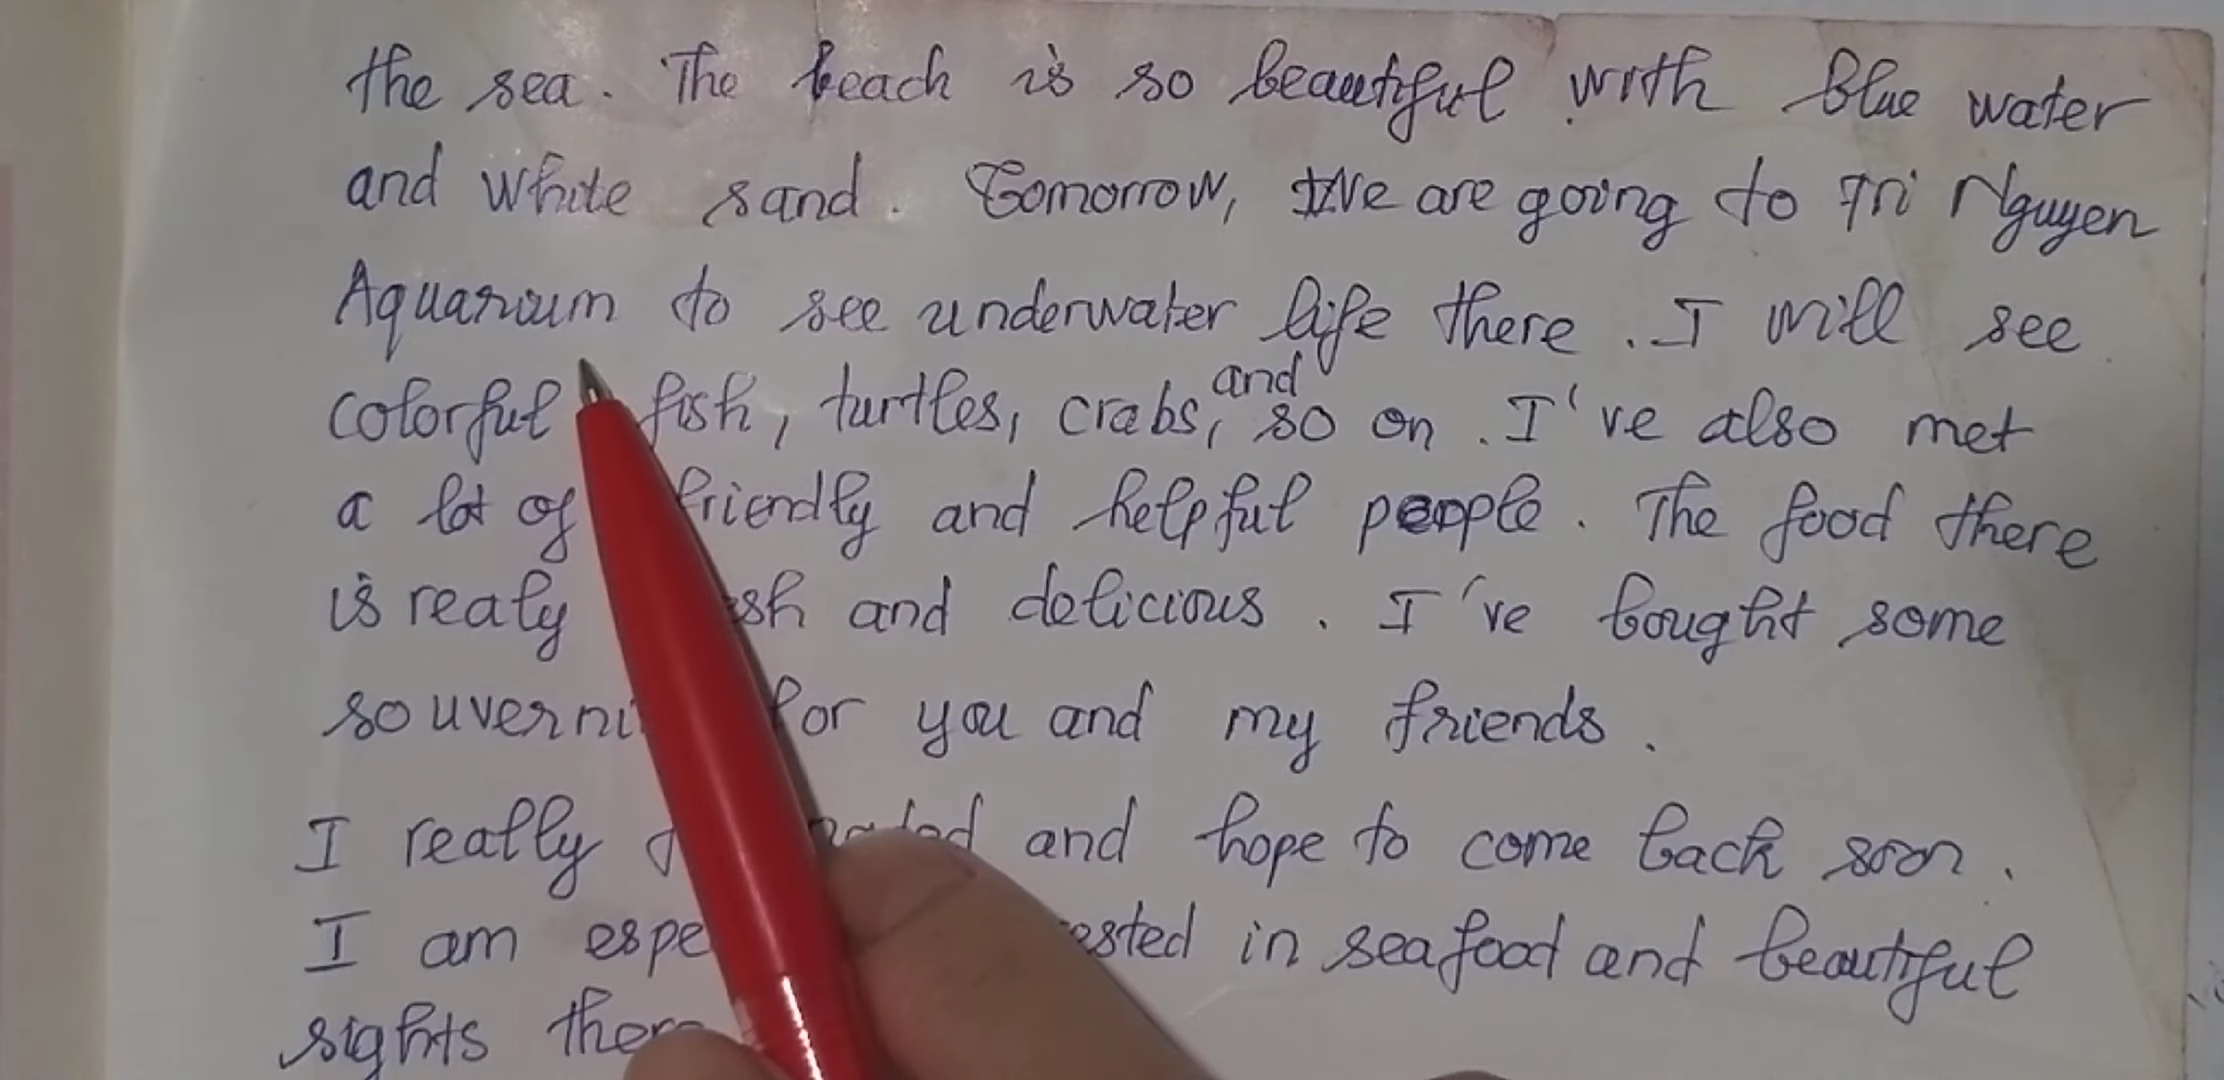 the sea. The beach is so beautiful with blue water
and white sand. Tomorrow, We are going to Tri Nguyen
Aquarium to see underwater life there. I will see
colorful fish, turtles, crabs, and so on. I've also met
a lot of friendly and helpful people. The food there
is realy and delicious. I've bought some
for you and my friends.
I really and hope to come back soon.
I am in seafood and beautiful
sights